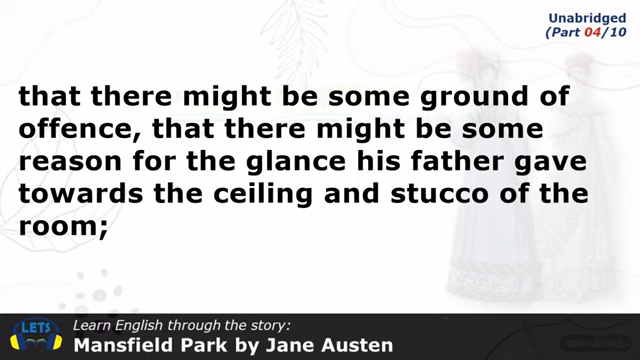 Unabridged
(Part 04/10
that there might be some ground of
offence, that there might be some
reason for the glance his father gave
towards the ceiling and stucco of the
room;
LETS
Learn English through the story:
Mansfield Park by Jane Austen